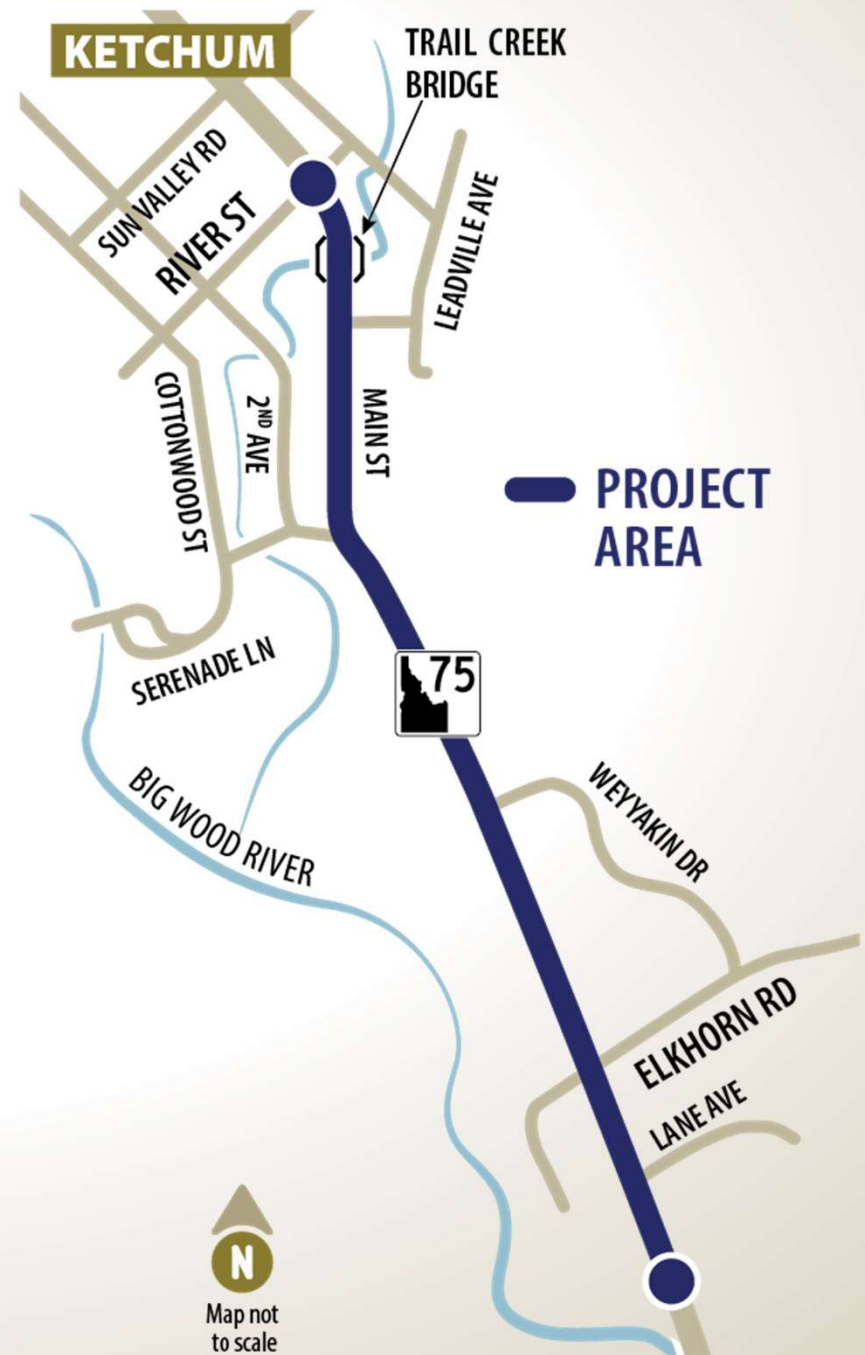 KETCHUM
TRAIL CREEK
BRIDGE
SUN VALLEY RD
RIVER ST
LEADVILLE AVE
COTTONWOOD ST
2ND AVE
MAIN ST
PROJECT
AREA
SERENADE LN
75
BIG WOOD RIVER
WEYYAKIN DR
ELKHORN RD
LANE AVE
N
Map not
to scale